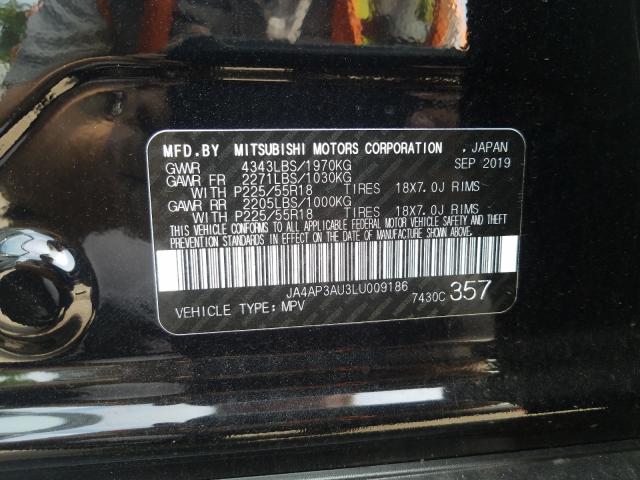 MFD.BY MITSUBISHI MOTORS CORPORATION , JAPAN
GVWR 4343LBS/1970KG SEP 2019
GAWR FR 2271LBS/1030KG
WITH P225/55R18 TIRES 18X7.0J RIMS
GAWR RR 2205LBS/1000KG
WITH P225/55R18 TIRES 18X7.0J RIMS
THIS VEHICLE CONFORMS TO ALL APPLICABLE FEDERAL MOTOR VEHICLE SAFETY AND THEFT
PREVENTION STANDARDS IN EFFECT ON THE DATE OF MANUFACTURE SHOWN ABOVE.
JA4AP3AU3LU009186
VEHICLE TYPE: MPV 7430C 357